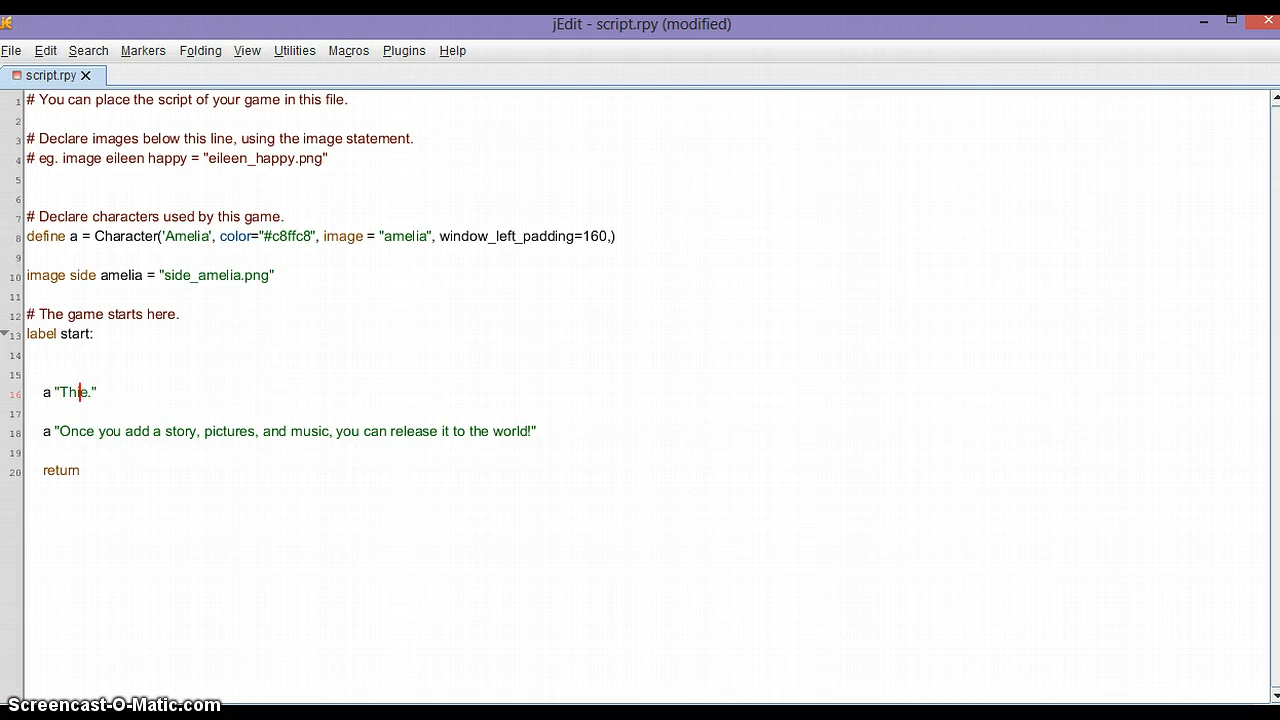 jEdit - script.rpy (modified)
File Edit Search Markers Folding View Utilities Macros Plugins Help
script.rpy
1 # You can place the script of your game in this file.
2
3 # Declare images below this line, using the image statement.
4 # eg. image eileen happy = "eileen_happy.png"
5
6
7 # Declare characters used by this game.
8 define a = Character('Amelia', color="#c8ffc8", image = "amelia", window_left_padding=160,)
9
10 image side amelia = "side_amelia.png"
11
12 # The game starts here.
13 label start:
14
15
16 a "Thie."
17
18 a "Once you add a story, pictures, and music, you can release it to the world!"
19
20 return
Screencast-O-Matic.com